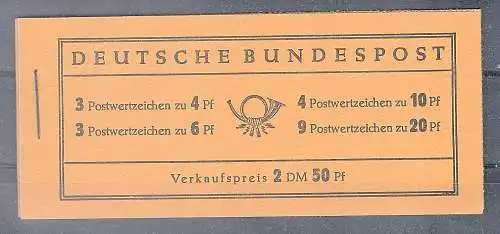 DEUTSCHE BUNDESPOST
3 Postwertzeichen zu 4 Pf
4 Postwertzeichen zu 10 Pf
3 Postwertzeichen zu 6 Pf
9 Postwertzeichen zu 20 Pf
Verkaufspreis 2 DM 50 Pf